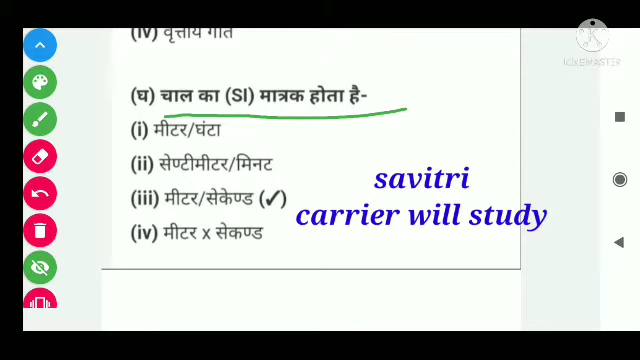 (iv) वृत्तीय गति
(घ) चाल का (SI) मात्रक होता है-
(i) मीटर/घंटा
(ii) सेण्टीमीटर/मिनट
(iii) मीटर/सेकेण्ड (✓)
(iv) मीटर x सेकण्ड
savitri
carrier will study
KINEMASTER